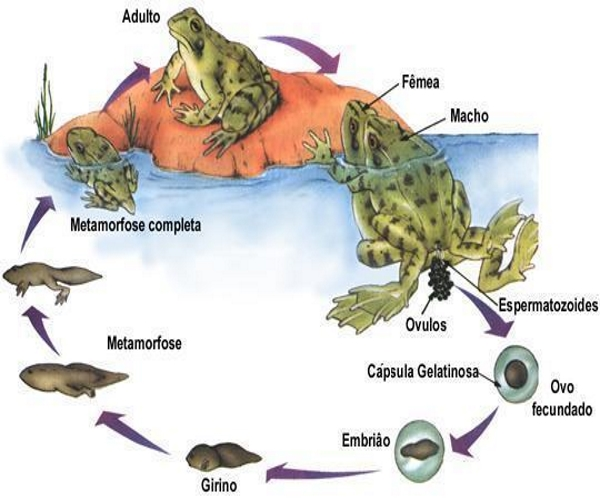 Adulto
Fêmea
Macho
Metamorfose completa
Espermatozoides
Ovulos
Metamorfose
Cápsula Gelatinosa
Ovo
fecundado
Embriâo
Girino